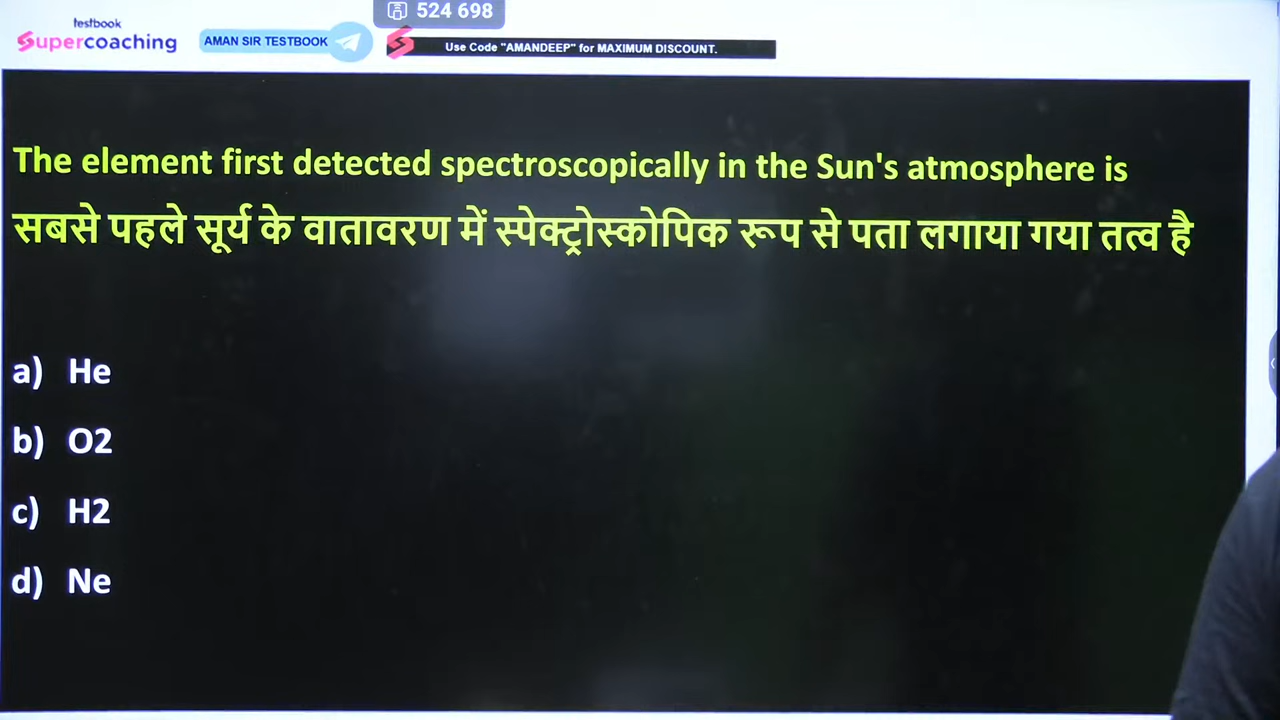 524 698
testbook
Supercoaching
AMAN SIR TESTBOOK
Use Code "AMANDEEP" for MAXIMUM DISCOUNT.
The element first detected spectroscopically in the Sun's atmosphere is
सबसे पहले सूर्य के वातावरण में स्पेक्ट्रोस्कोपिक रूप से पता लगाया गया तत्व है
a) He
b) O2
c) H2
d) Ne